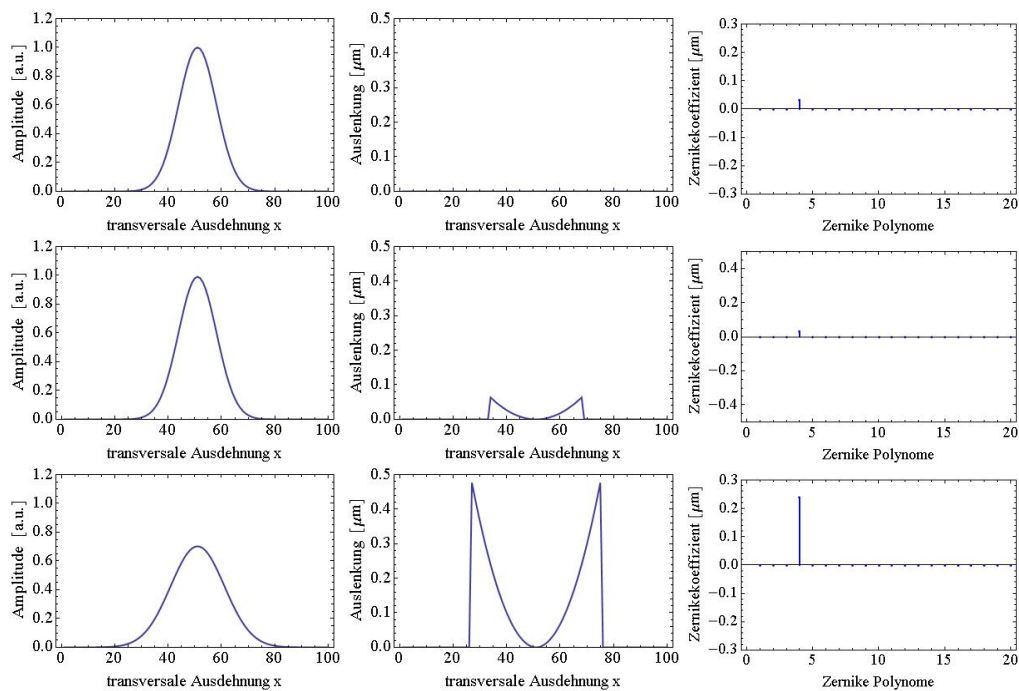 Amplitude [a.u.]
1.2
1.0
0.8
0.6
0.4
0.2
0.0
0 20 40 60 80 100
transversale Ausdehnung x
Auslenkung [μm]
0.5
0.4
0.3
0.2
0.1
0.0
0 20 40 60 80 100
transversale Ausdehnung x
Zernikekoeffizient [μm]
0.3
0.2
0.1
0.0
−0.1
−0.2
−0.3
0 5 10 15 20
Zernike Polynome
Amplitude [a.u.]
1.2
1.0
0.8
0.6
0.4
0.2
0.0
0 20 40 60 80 100
transversale Ausdehnung x
Auslenkung [μm]
0.5
0.4
0.3
0.2
0.1
0.0
0 20 40 60 80 100
transversale Ausdehnung x
Zernikekoeffizient [μm]
0.4
0.2
0.0
−0.2
−0.4
0 5 10 15 20
Zernike Polynome
Amplitude [a.u.]
1.2
1.0
0.8
0.6
0.4
0.2
0.0
0 20 40 60 80 100
transversale Ausdehnung x
Auslenkung [μm]
0.5
0.4
0.3
0.2
0.1
0.0
0 20 40 60 80 100
transversale Ausdehnung x
Zernikekoeffizient [μm]
0.3
0.2
0.1
0.0
−0.1
−0.2
−0.3
0 5 10 15 20
Zernike Polynome